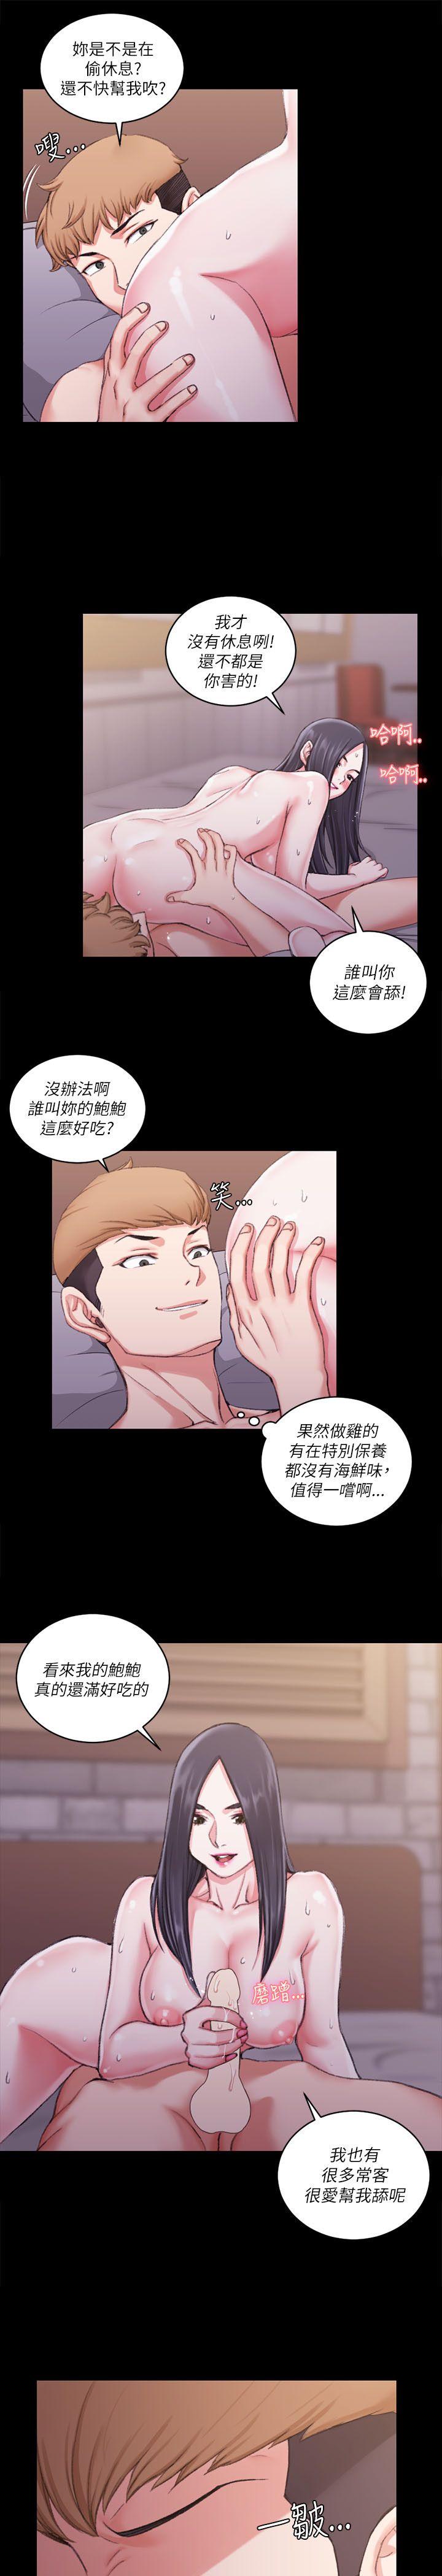 妳是不是在
偷休息?
還不快幫我吹?
嗖...
我才
沒有休息咧!
還不都是
你害的!
哈啊..
哈啊..
誰叫你
這麼會舔!
沒辦法啊
誰叫妳的鮑鮑
這麼好吃?
笑...
果然做雞的
有在特別保養
都沒有海鮮味,
值得一嚐啊...
看來我的鮑鮑
真的還滿好吃的
磨蹭...
我也有
很多常客
很愛幫我舔呢
一皺...